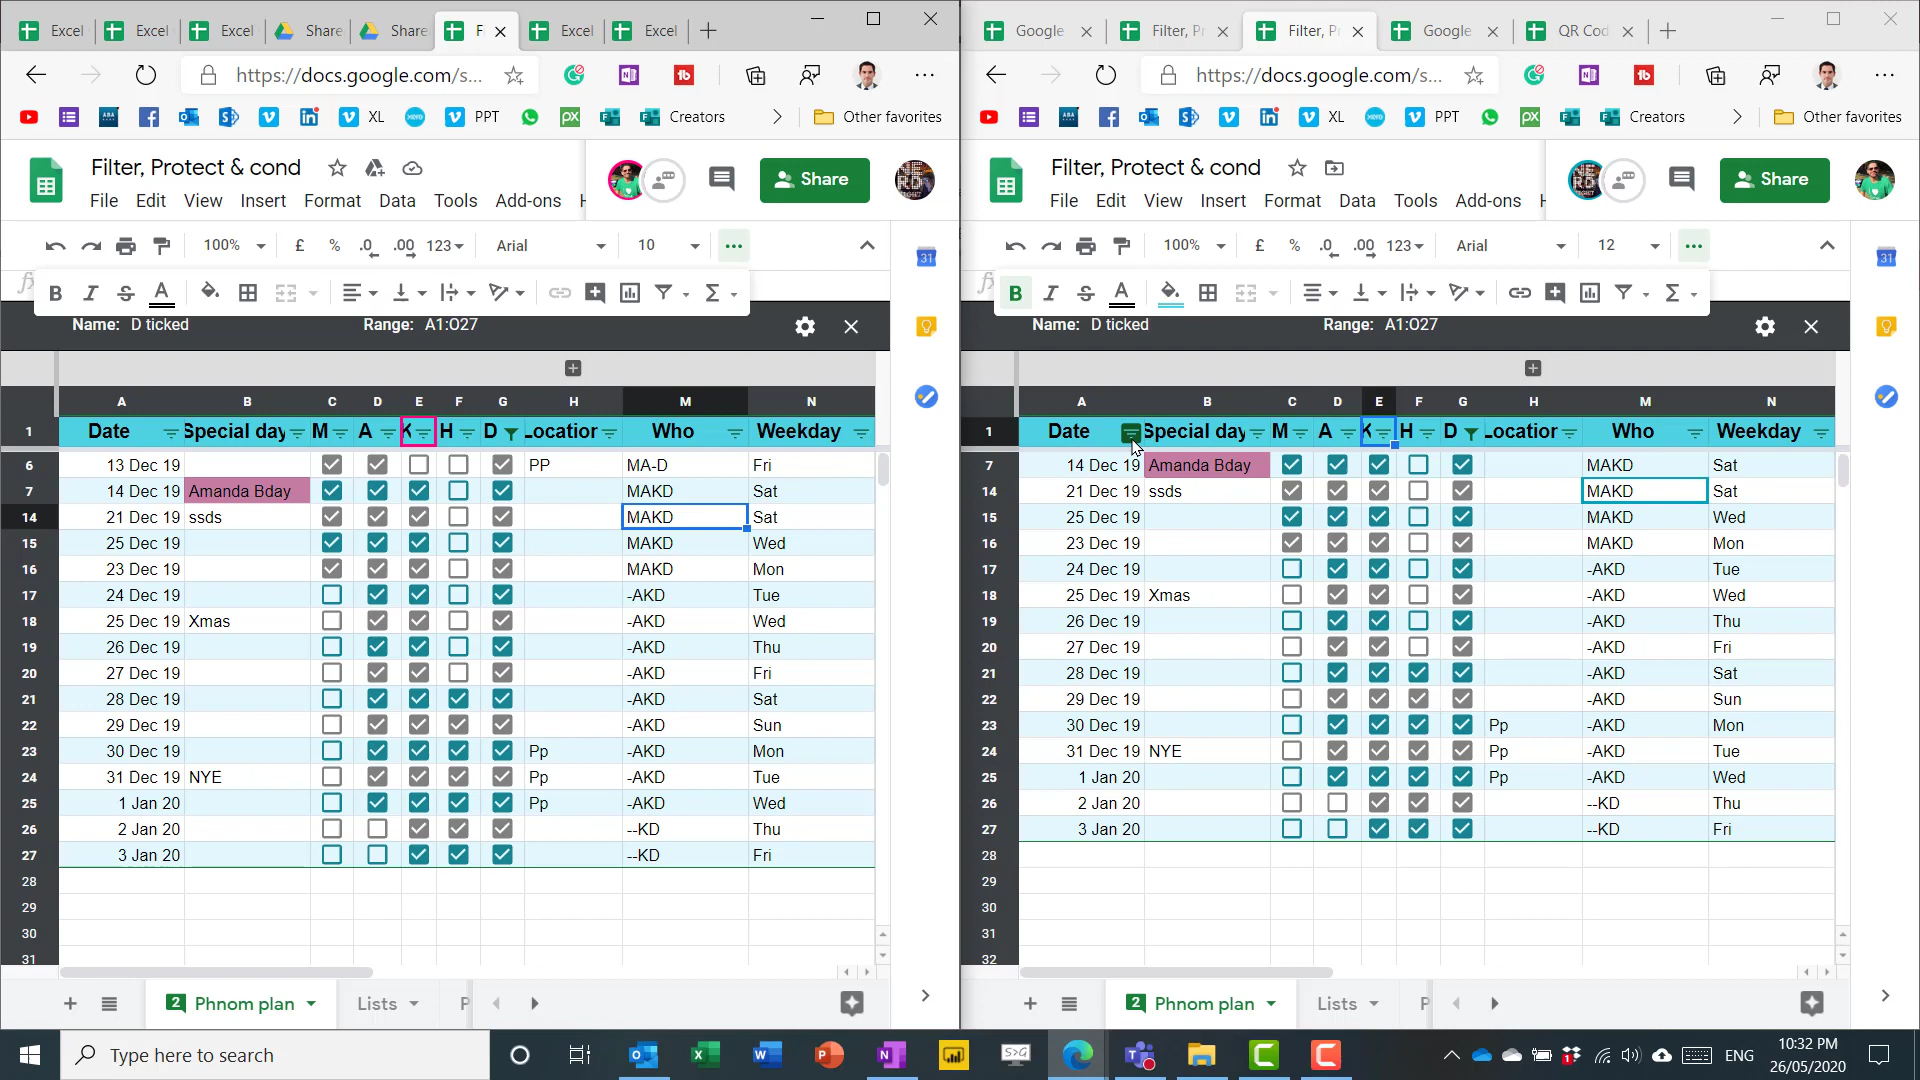 Excel Excel Excel Share Share F Excel Excel
https://docs.google.com/s...
XL PPT Creators Other favorites
Filter, Protect & cond
Share
File Edit View Insert Format Data Tools Add-ons
100% £ % .0 .00 123 Arial 10
Name: D ticked Range: A1:O27
A B C D E F G H M N
1 Date Special day M A K H D Location Who Weekday
6 13 Dec 19 PP MA-D Fri
7 14 Dec 19 Amanda Bday MAKD Sat
14 21 Dec 19 ssds MAKD Sat
15 25 Dec 19 MAKD Wed
16 23 Dec 19 MAKD Mon
17 24 Dec 19 -AKD Tue
18 25 Dec 19 Xmas -AKD Wed
19 26 Dec 19 -AKD Thu
20 27 Dec 19 -AKD Fri
21 28 Dec 19 -AKD Sat
22 29 Dec 19 -AKD Sun
23 30 Dec 19 Pp -AKD Mon
24 31 Dec 19 NYE Pp -AKD Tue
25 1 Jan 20 Pp -AKD Wed
26 2 Jan 20 --KD Thu
27 3 Jan 20 --KD Fri
28
29
30
31
2 Phnom plan Lists P
Google Filter, Pr Filter, Pr Google QR Cod
https://docs.google.com/s...
XL PPT Creators Other favorites
Filter, Protect & cond
Share
File Edit View Insert Format Data Tools Add-ons
100% £ % .0 .00 123 Arial 12
Name: D ticked Range: A1:O27
A B C D E F G H M N
1 Date Special day M A K H D Location Who Weekday
7 14 Dec 19 Amanda Bday MAKD Sat
14 21 Dec 19 ssds MAKD Sat
15 25 Dec 19 MAKD Wed
16 23 Dec 19 MAKD Mon
17 24 Dec 19 -AKD Tue
18 25 Dec 19 Xmas -AKD Wed
19 26 Dec 19 -AKD Thu
20 27 Dec 19 -AKD Fri
21 28 Dec 19 -AKD Sat
22 29 Dec 19 -AKD Sun
23 30 Dec 19 Pp -AKD Mon
24 31 Dec 19 NYE Pp -AKD Tue
25 1 Jan 20 Pp -AKD Wed
26 2 Jan 20 --KD Thu
27 3 Jan 20 --KD Fri
28
29
30
31
32
2 Phnom plan Lists P
Type here to search
ENG
10:32 PM
26/05/2020